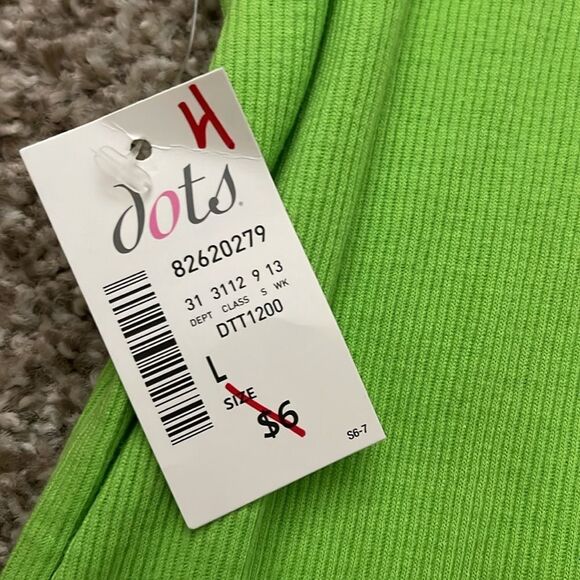 H
dots.
82620279
31 3112 9 13
DEPT CLASS S WK
DTT1200
L
SIZE
$6
S6-7